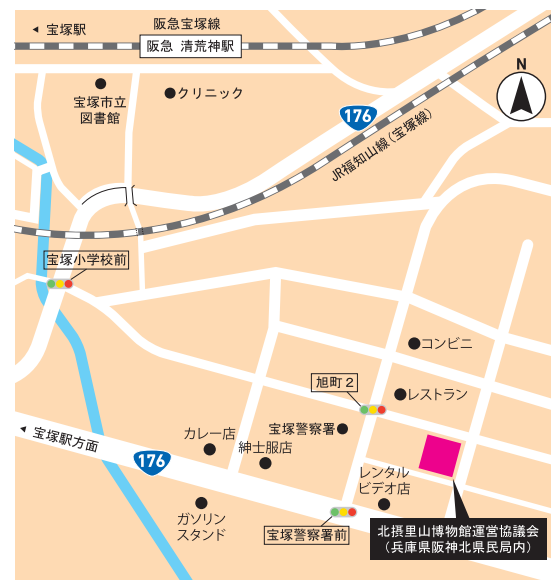 宝塚駅
阪急宝塚線
阪急 清荒神駅
N
宝塚市立
図書館
クリニック
176
JR福知山線(宝塚線)
宝塚小学校前
コンビニ
旭町2
レストラン
宝塚駅方面
カレー店
宝塚警察署
紳士服店
176
レンタル
ビデオ店
ガソリン
スタンド
宝塚警察署前
北摂里山博物館運営協議会
(兵庫県阪神北県民局内)